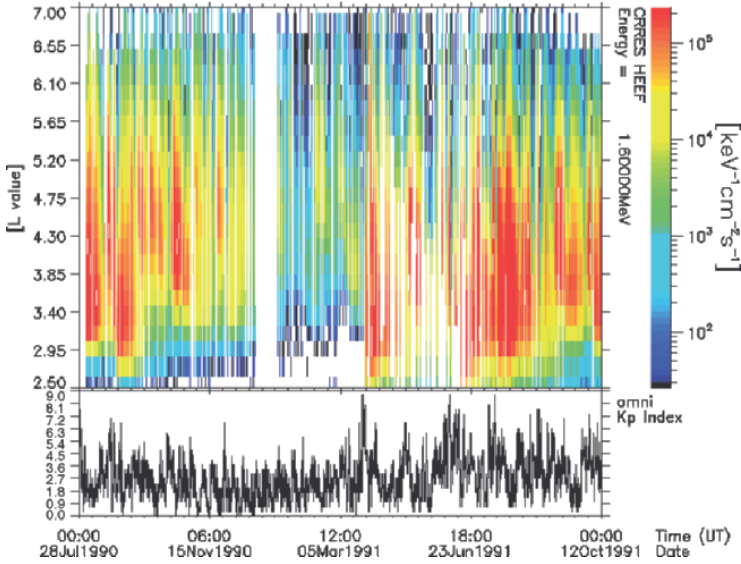 7.00
6.55
6.10
5.65
5.20
4.75
4.30
3.85
3.40
2.95
2.50
[L value]
CRRES HEEF
Energy =
1.60000MeV
10⁵
10⁴
10³
10²
[keV⁻¹cm⁻²s⁻¹]
9.0
8.1
7.2
6.3
5.4
4.5
3.6
2.7
1.8
0.9
0.0
omni
Kp Index
00:00 06:00 12:00 18:00 00:00 Time (UT)
28Jul1990 15Nov1990 05Mar1991 23Jun1991 12Oct1991 Date